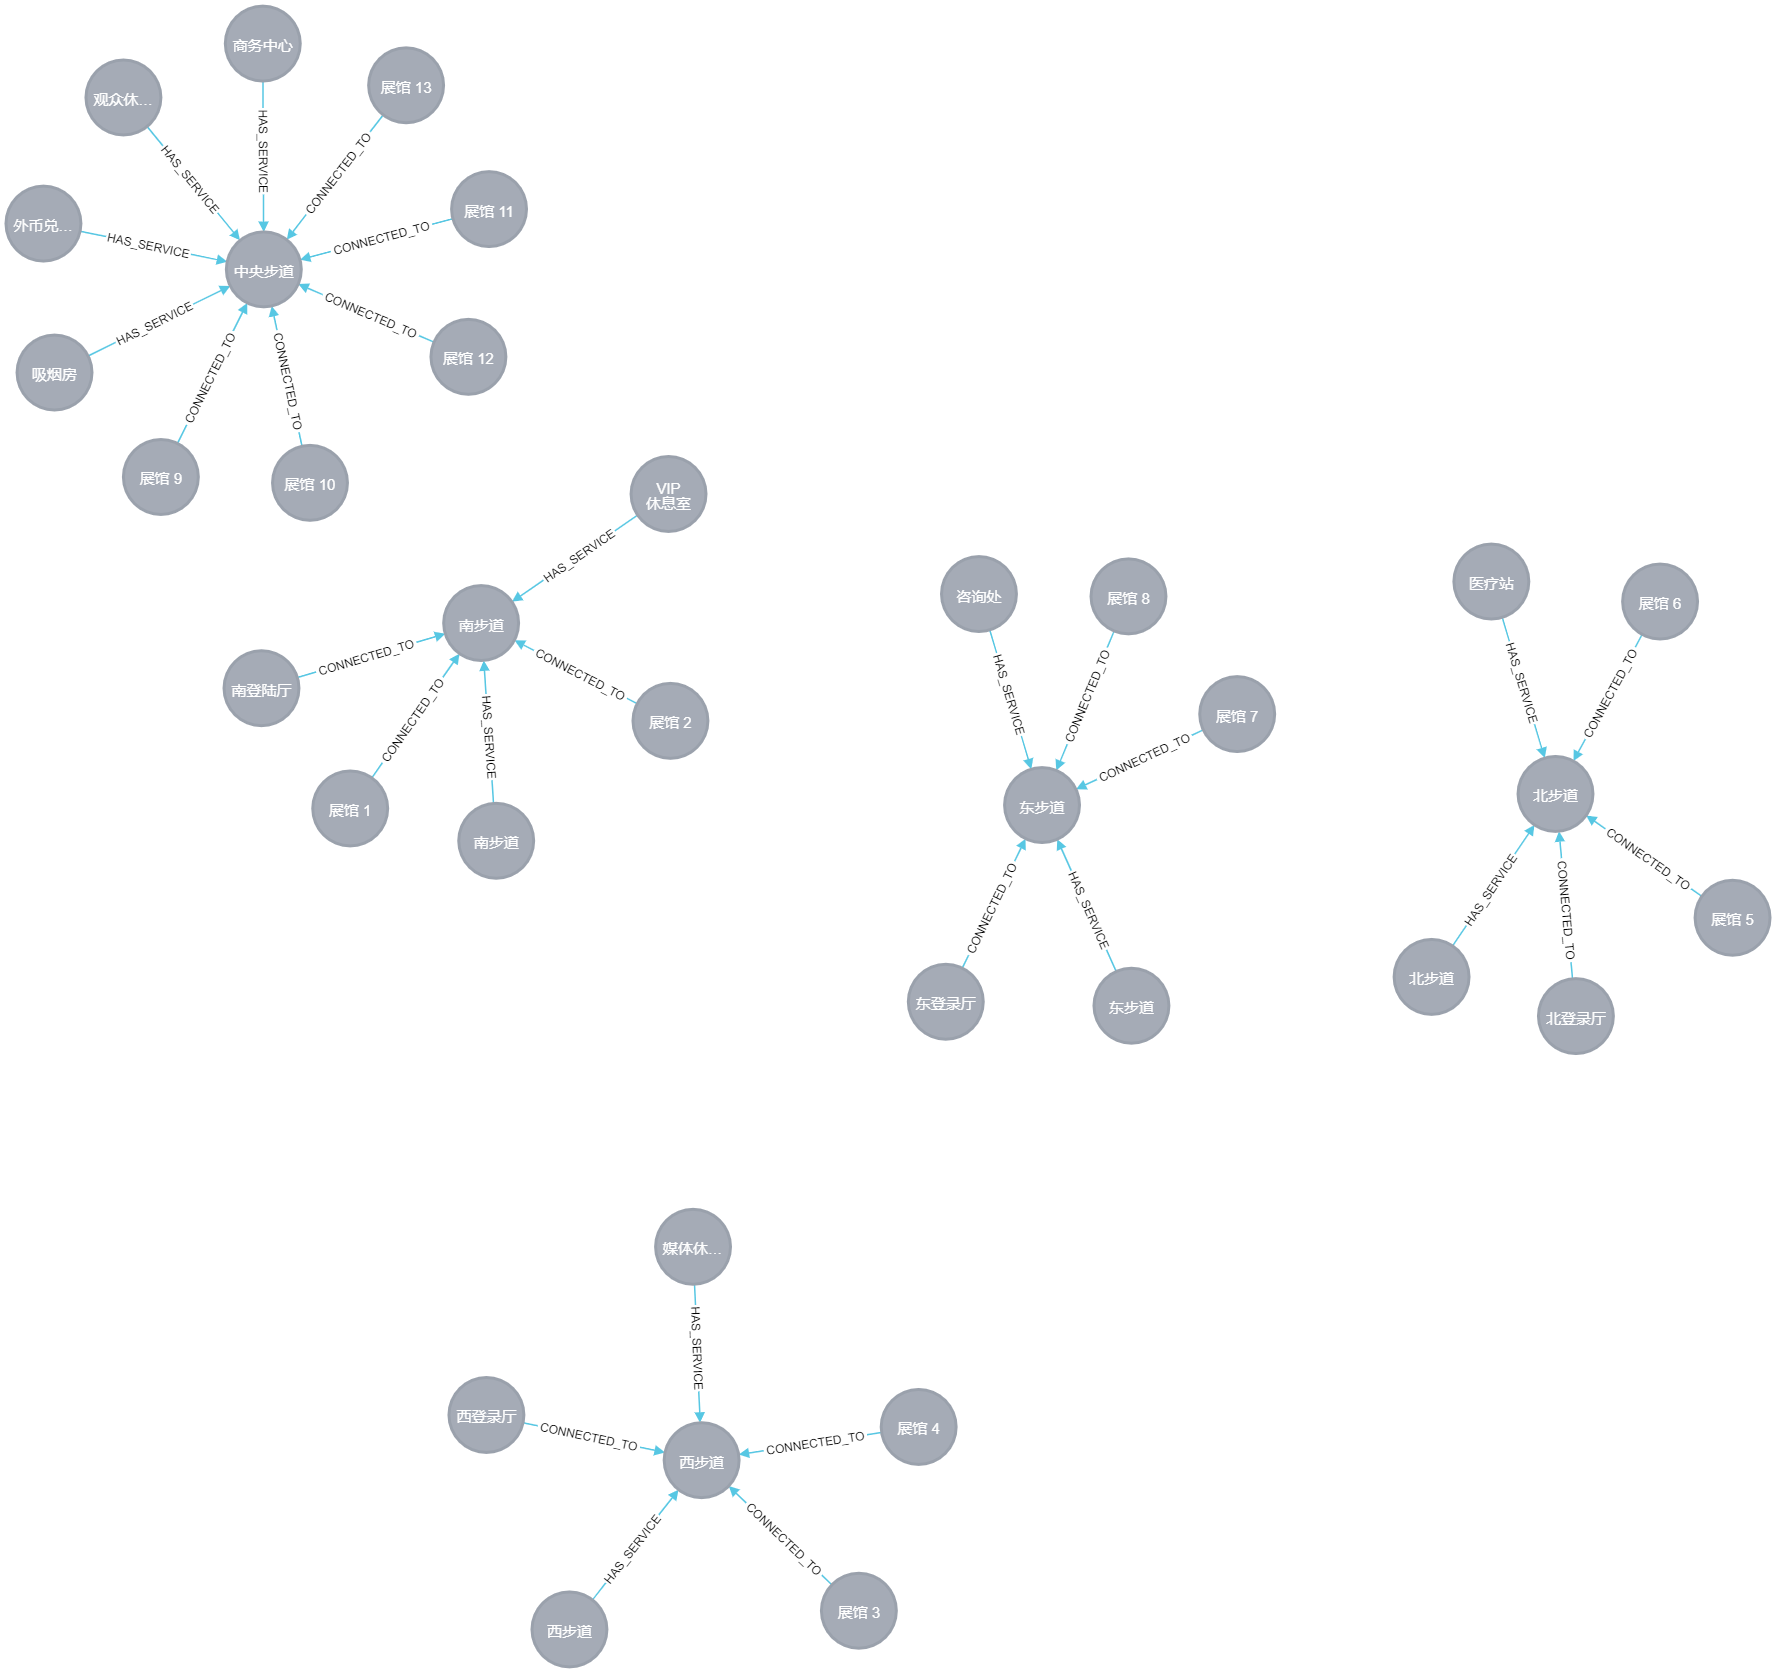 商务中心
展馆 13
观众休...
HAS_SERVICE
HAS_SERVICE
CONNECTED_TO
展馆 11
外币兑...
HAS_SERVICE
CONNECTED_TO
中央步道
HAS_SERVICE
CONNECTED_TO
吸烟房
展馆 12
CONNECTED_TO
CONNECTED_TO
展馆 9
展馆 10
VIP
休息室
HAS_SERVICE
南步道
CONNECTED_TO
CONNECTED_TO
南登陆厅
CONNECTED_TO
HAS_SERVICE
展馆 2
展馆 1
南步道
咨询处
展馆 8
HAS_SERVICE
CONNECTED_TO
展馆 7
CONNECTED_TO
东步道
CONNECTED_TO
HAS_SERVICE
东登录厅
东步道
医疗站
展馆 6
HAS_SERVICE
CONNECTED_TO
北步道
HAS_SERVICE
CONNECTED_TO
CONNECTED_TO
展馆 5
北步道
北登录厅
媒体休...
HAS_SERVICE
西登录厅
CONNECTED_TO
CONNECTED_TO
展馆 4
西步道
HAS_SERVICE
CONNECTED_TO
西步道
展馆 3